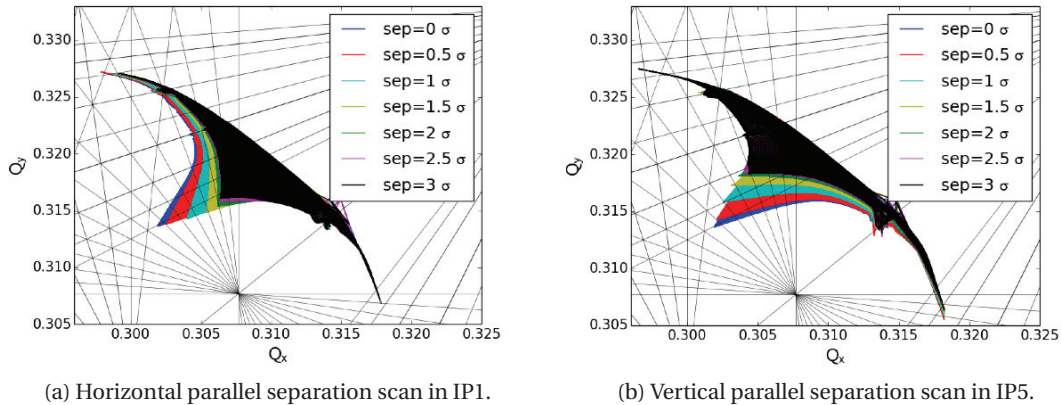 0.330
0.325
0.320
0.315
0.310
0.305
Qy
0.300
0.305
0.310
0.315
0.320
0.325
Qx
sep=0 σ
sep=0.5 σ
sep=1 σ
sep=1.5 σ
sep=2 σ
sep=2.5 σ
sep=3 σ
(a) Horizontal parallel separation scan in IP1.
0.330
0.325
0.320
0.315
0.310
0.305
Qy
0.300
0.305
0.310
0.315
0.320
0.325
Qx
sep=0 σ
sep=0.5 σ
sep=1 σ
sep=1.5 σ
sep=2 σ
sep=2.5 σ
sep=3 σ
(b) Vertical parallel separation scan in IP5.